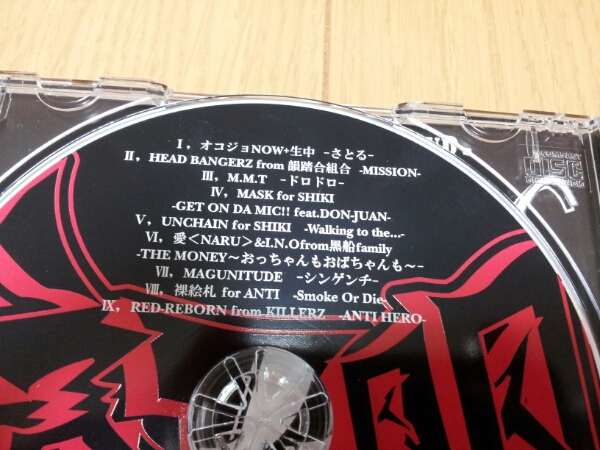 Ⅰ，オコジョNOW+生中 -さとる-
Ⅱ，HEAD BANGERZ from 韻踏合組合 -MISSION-
Ⅲ，M.M.T -ドロドロ-
Ⅳ，MASK for SHIKI
-GET ON DA MIC!! feat.DON-JUAN-
Ⅴ，UNCHAIN for SHIKI -Walking to the...-
Ⅵ，愛＜NARU＞&I.N.Ofrom黒船family
-THE MONEY～おっちゃんもおばちゃんも～-
Ⅶ，MAGUNITUDE -シンゲンチ-
Ⅷ，裸絵札 for ANTI -Smoke Or Die-
Ⅸ，RED-REBORN from KILLERZ -ANTI HERO-
COMPACT
disc